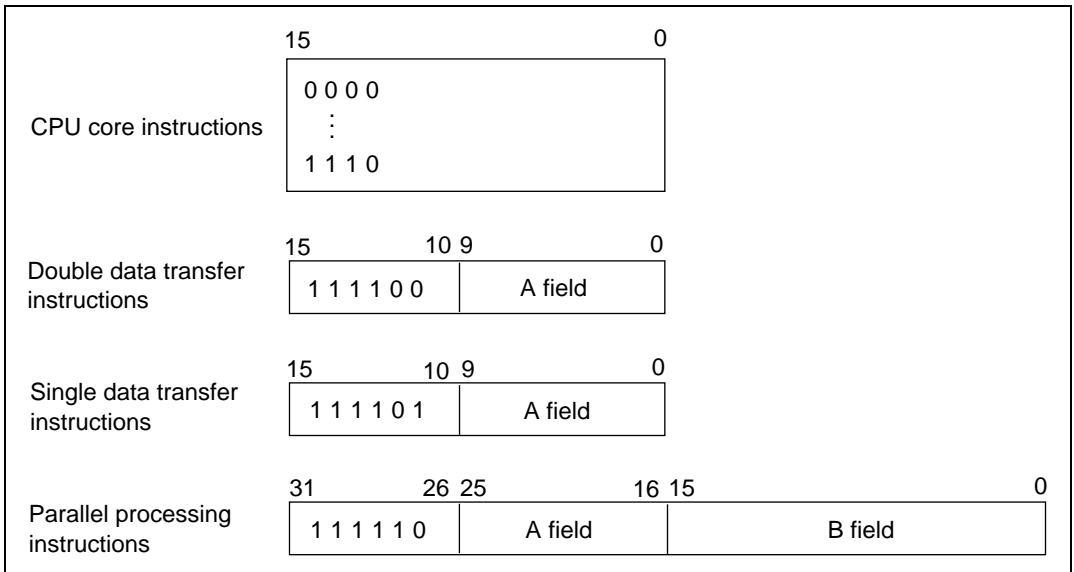 15 0
0 0 0 0
CPU core instructions
⋮
1 1 1 0
15 10 9 0
Double data transfer
instructions
1 1 1 1 0 0 A field
15 10 9 0
Single data transfer
instructions
1 1 1 1 0 1 A field
31 26 25 16 15 0
Parallel processing
instructions
1 1 1 1 1 0 A field B field